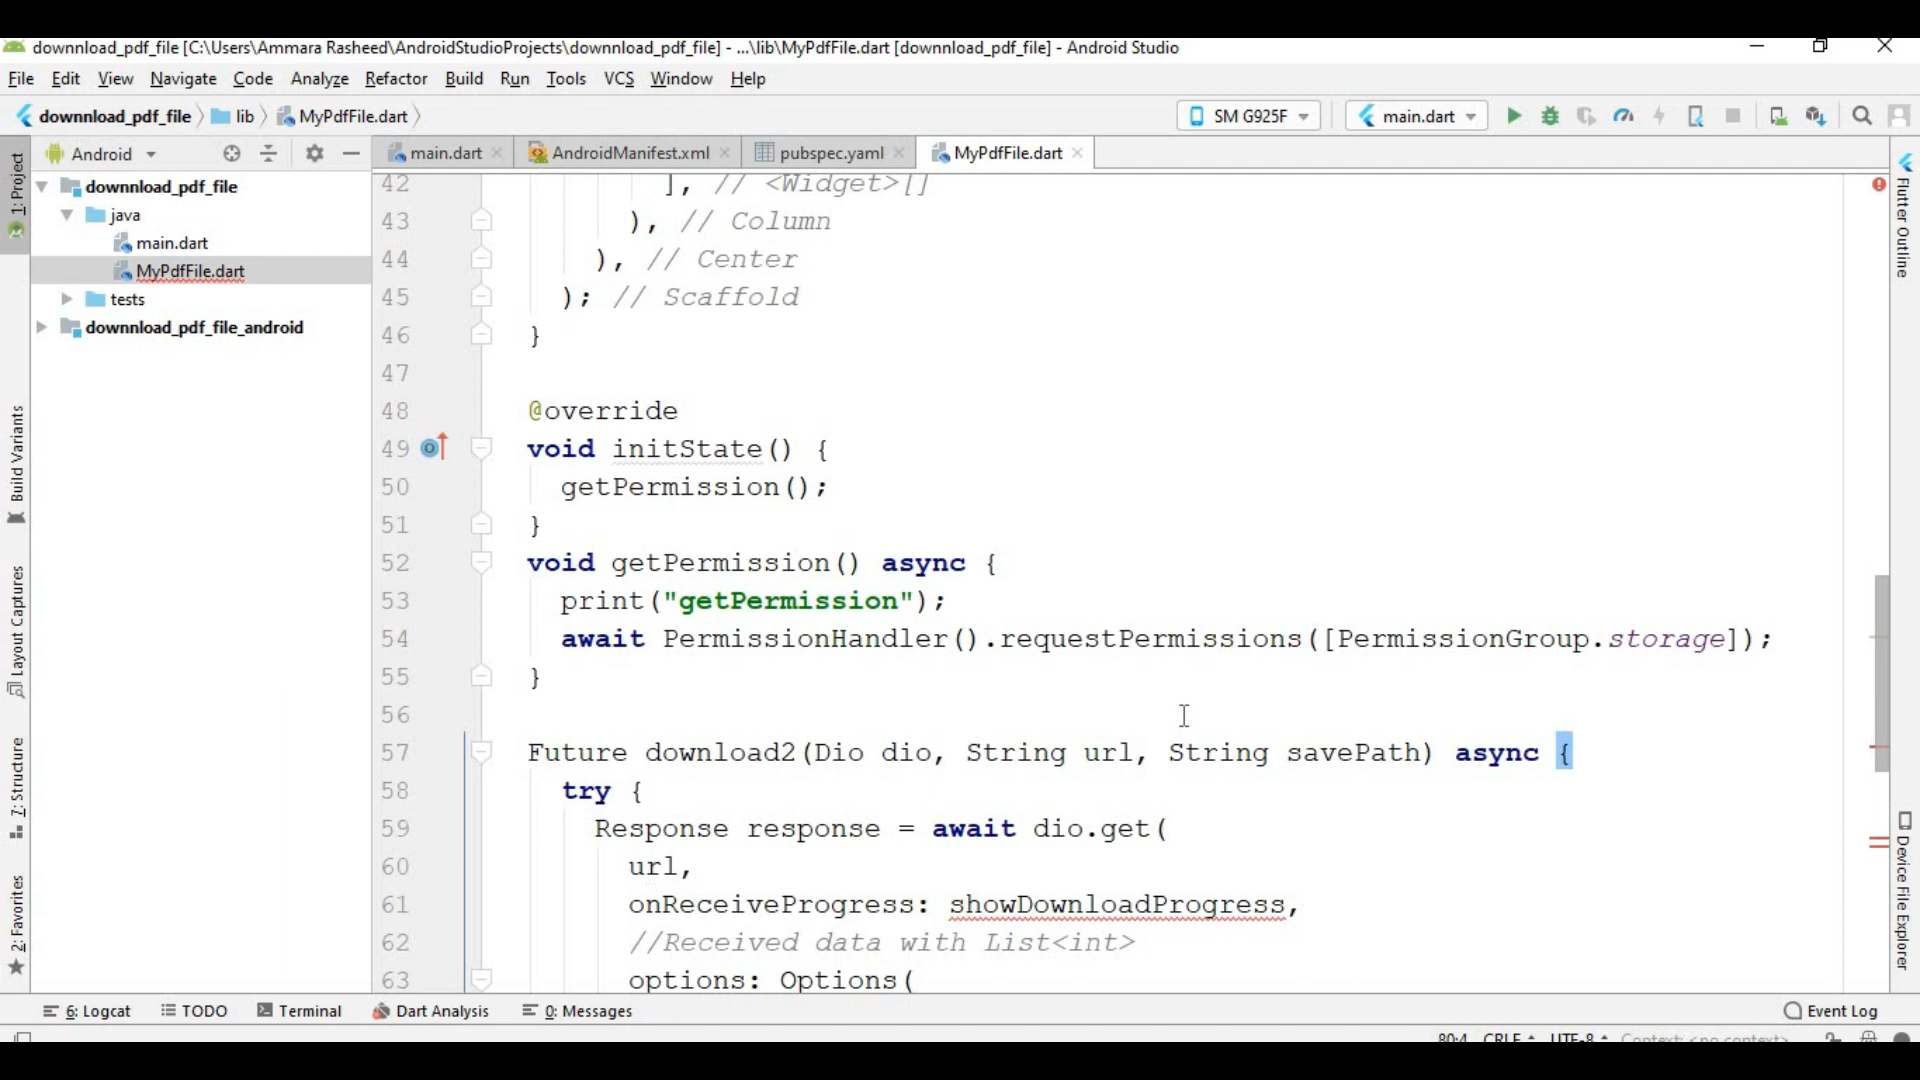 downnload_pdf_file [C:\Users\Ammara Rasheed\AndroidStudioProjects\downnload_pdf_file] - ...\lib\MyPdfFile.dart [downnload_pdf_file] - Android Studio
File Edit View Navigate Code Analyze Refactor Build Run Tools VCS Window Help
downnload_pdf_file lib MyPdfFile.dart SM G925F main.dart
Android main.dart AndroidManifest.xml pubspec.yaml MyPdfFile.dart
1: Project
Build Variants
Layout Captures
7: Structure
2: Favorites
downnload_pdf_file
java
main.dart
MyPdfFile.dart
tests
downnload_pdf_file_android
42 ], // <Widget>[]
43 ), // Column
44 ), // Center
45 ); // Scaffold
46 }
47
48 @override
49 void initState() {
50 getPermission();
51 }
52 void getPermission() async {
53 print("getPermission");
54 await PermissionHandler().requestPermissions([PermissionGroup.storage]);
55 }
56
57 Future download2(Dio dio, String url, String savePath) async {
58 try {
59 Response response = await dio.get(
60 url,
61 onReceiveProgress: showDownloadProgress,
62 //Received data with List<int>
63 options: Options(
Flutter Outline
Device File Explorer
6: Logcat TODO Terminal Dart Analysis 0: Messages Event Log
80:4 CRLF UTF-8 Context: <no context>